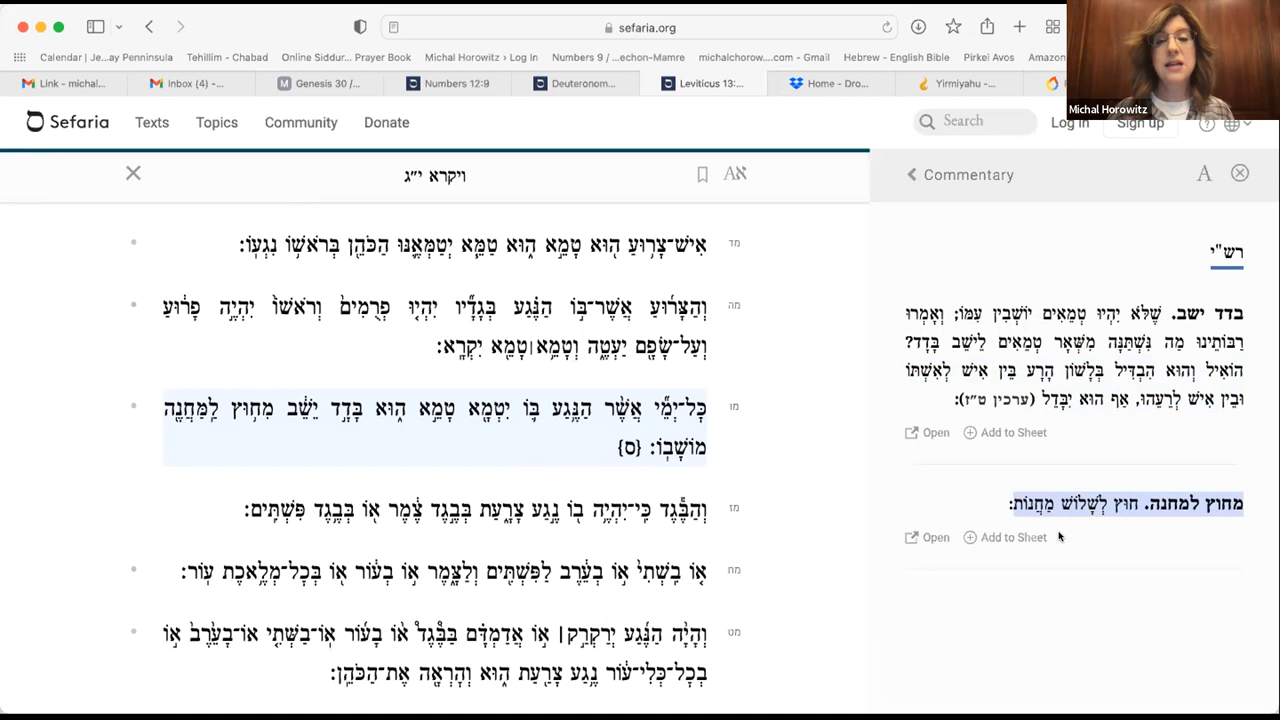 sefaria.org
Calendar | Je...ay Penninsula
Tehillim - Chabad
Online Siddur... Prayer Book
Michal Horowitz › Log In
Numbers 9 / ...echon-Mamre
michalchorow... - Gmail
Hebrew - English Bible
Pirkei Avos
Amazon
Michal Horowitz
Link - michal...
Inbox (4) -...
Genesis 30 /...
Numbers 12:9
Deuteronom...
Leviticus 13:...
Home - Dro...
Yirmiyahu -...
Sefaria
Texts
Topics
Community
Donate
Search
Log in
Sign up
ויקרא י״ג
אא
מד
אִישׁ־צָר֥וּעַ ה֖וּא טָמֵ֣א ה֑וּא טַמֵּ֧א יְטַמְּאֶ֛נּוּ הַכֹּהֵ֖ן בְּרֹאשׁ֥וֹ נִגְעֽוֹ׃
מה
וְהַצָּר֜וּעַ אֲשֶׁר־בּ֣וֹ הַנֶּ֗גַע בְּגָדָ֞יו יִהְי֤וּ פְרֻמִים֙ וְרֹאשׁוֹ֙ יִהְיֶ֣ה פָר֔וּעַ
וְעַל־שָׂפָ֖ם יַעְטֶ֑ה וְטָמֵ֥א ׀ טָמֵ֖א יִקְרָֽא׃
מו
כׇּל־יְמֵ֞י אֲשֶׁ֨ר הַנֶּ֥גַע בּ֛וֹ יִטְמָ֖א טָמֵ֣א ה֑וּא בָּדָ֣ד יֵשֵׁ֔ב מִח֥וּץ לַֽמַּחֲנֶ֖ה
מוֹשָׁבֽוֹ׃ {ס}
מז
וְהַבֶּ֕גֶד כִּֽי־יִהְיֶ֥ה ב֖וֹ נֶ֣גַע צָרָ֑עַת בְּבֶ֣גֶד צֶ֔מֶר א֖וֹ בְּבֶ֥גֶד פִּשְׁתִּֽים׃
מח
א֤וֹ בִֽשְׁתִי֙ א֣וֹ בְעֵ֔רֶב לַפִּשְׁתִּ֖ים וְלַצָּ֑מֶר א֣וֹ בְע֔וֹר א֖וֹ בְּכׇל־מְלֶ֥אכֶת עֽוֹר׃
מט
וְהָיָ֨ה הַנֶּ֜גַע יְרַקְרַ֣ק ׀ א֣וֹ אֲדַמְדָּ֗ם בַּבֶּ֩גֶד֩ א֨וֹ בָע֜וֹר אֽוֹ־בַשְּׁתִ֤י אוֹ־בָעֵ֙רֶב֙ א֣וֹ
בְכׇל־כְּלִי־ע֔וֹר נֶ֥גַע צָרַ֖עַת ה֑וּא וְהׇרְאָ֖ה אֶת־הַכֹּהֵֽן׃
Commentary
A
רש"י
בדד ישב. שֶׁלֹּא יִהְיוּ טְמֵאִים יוֹשְׁבִין עִמּוֹ; וְאָמְרוּ
רַבּוֹתֵינוּ מַה נִּשְׁתַּנָּה מִשְּׁאָר טְמֵאִים לֵישֵׁב בָּדָד?
הוֹאִיל וְהוּא הִבְדִּיל בְּלָשׁוֹן הָרָע בֵּין אִישׁ לְאִשְׁתּוֹ
וּבֵין אִישׁ לְרֵעֵהוּ, אַף הוּא יִבָּדֵל (ערכין ט"ז):
Open
Add to Sheet
מחוץ למחנה. חוּץ לְשָׁלוֹשׁ מַחֲנוֹת:
Open
Add to Sheet